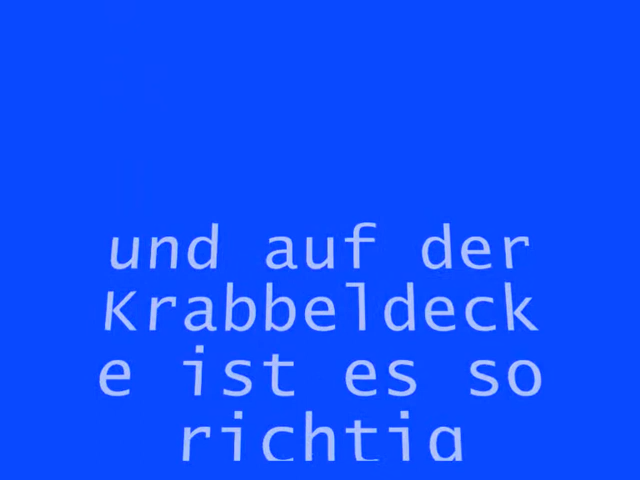 und auf der
Krabbeldeck
e ist es so
richtig